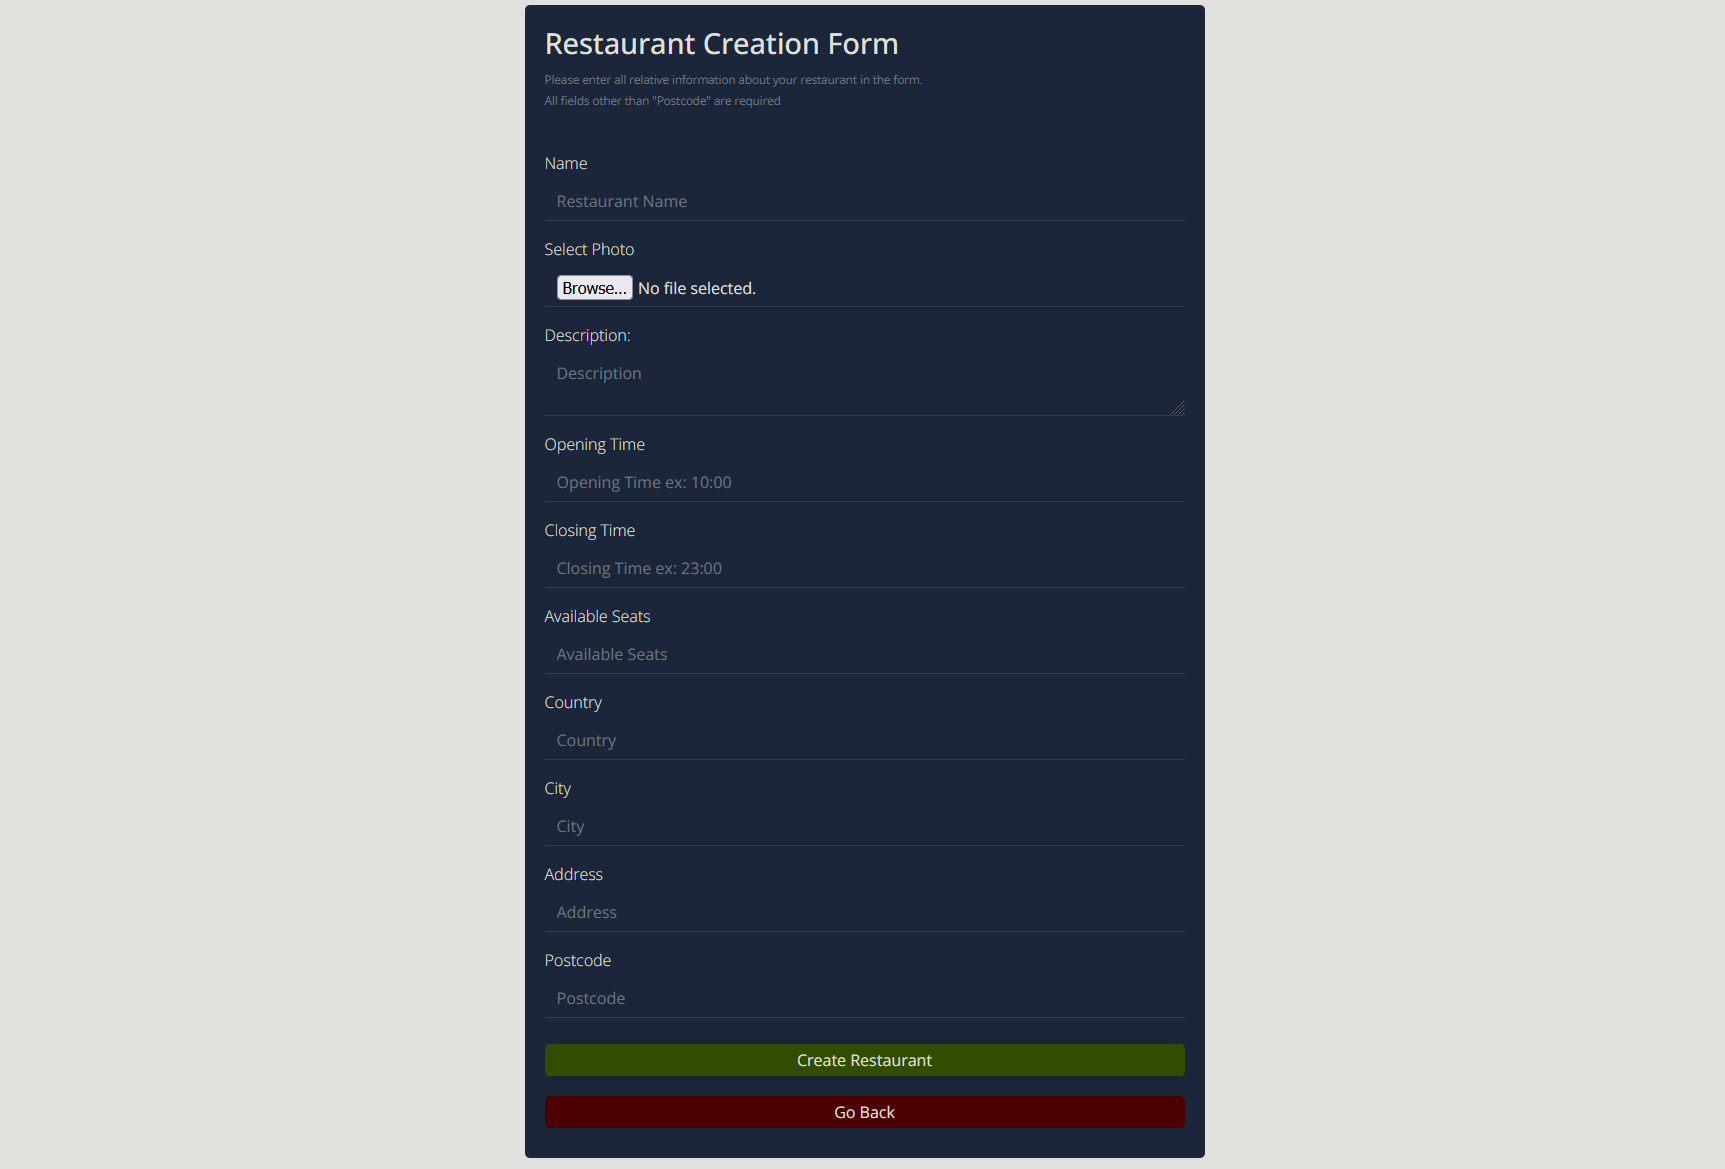 Restaurant Creation Form
Please enter all relative information about your restaurant in the form.
All fields other than "Postcode" are required
Name
Restaurant Name
Select Photo
Browse... No file selected.
Description:
Description
Opening Time
Opening Time ex: 10:00
Closing Time
Closing Time ex: 23:00
Available Seats
Available Seats
Country
Country
City
City
Address
Address
Postcode
Postcode
Create Restaurant
Go Back